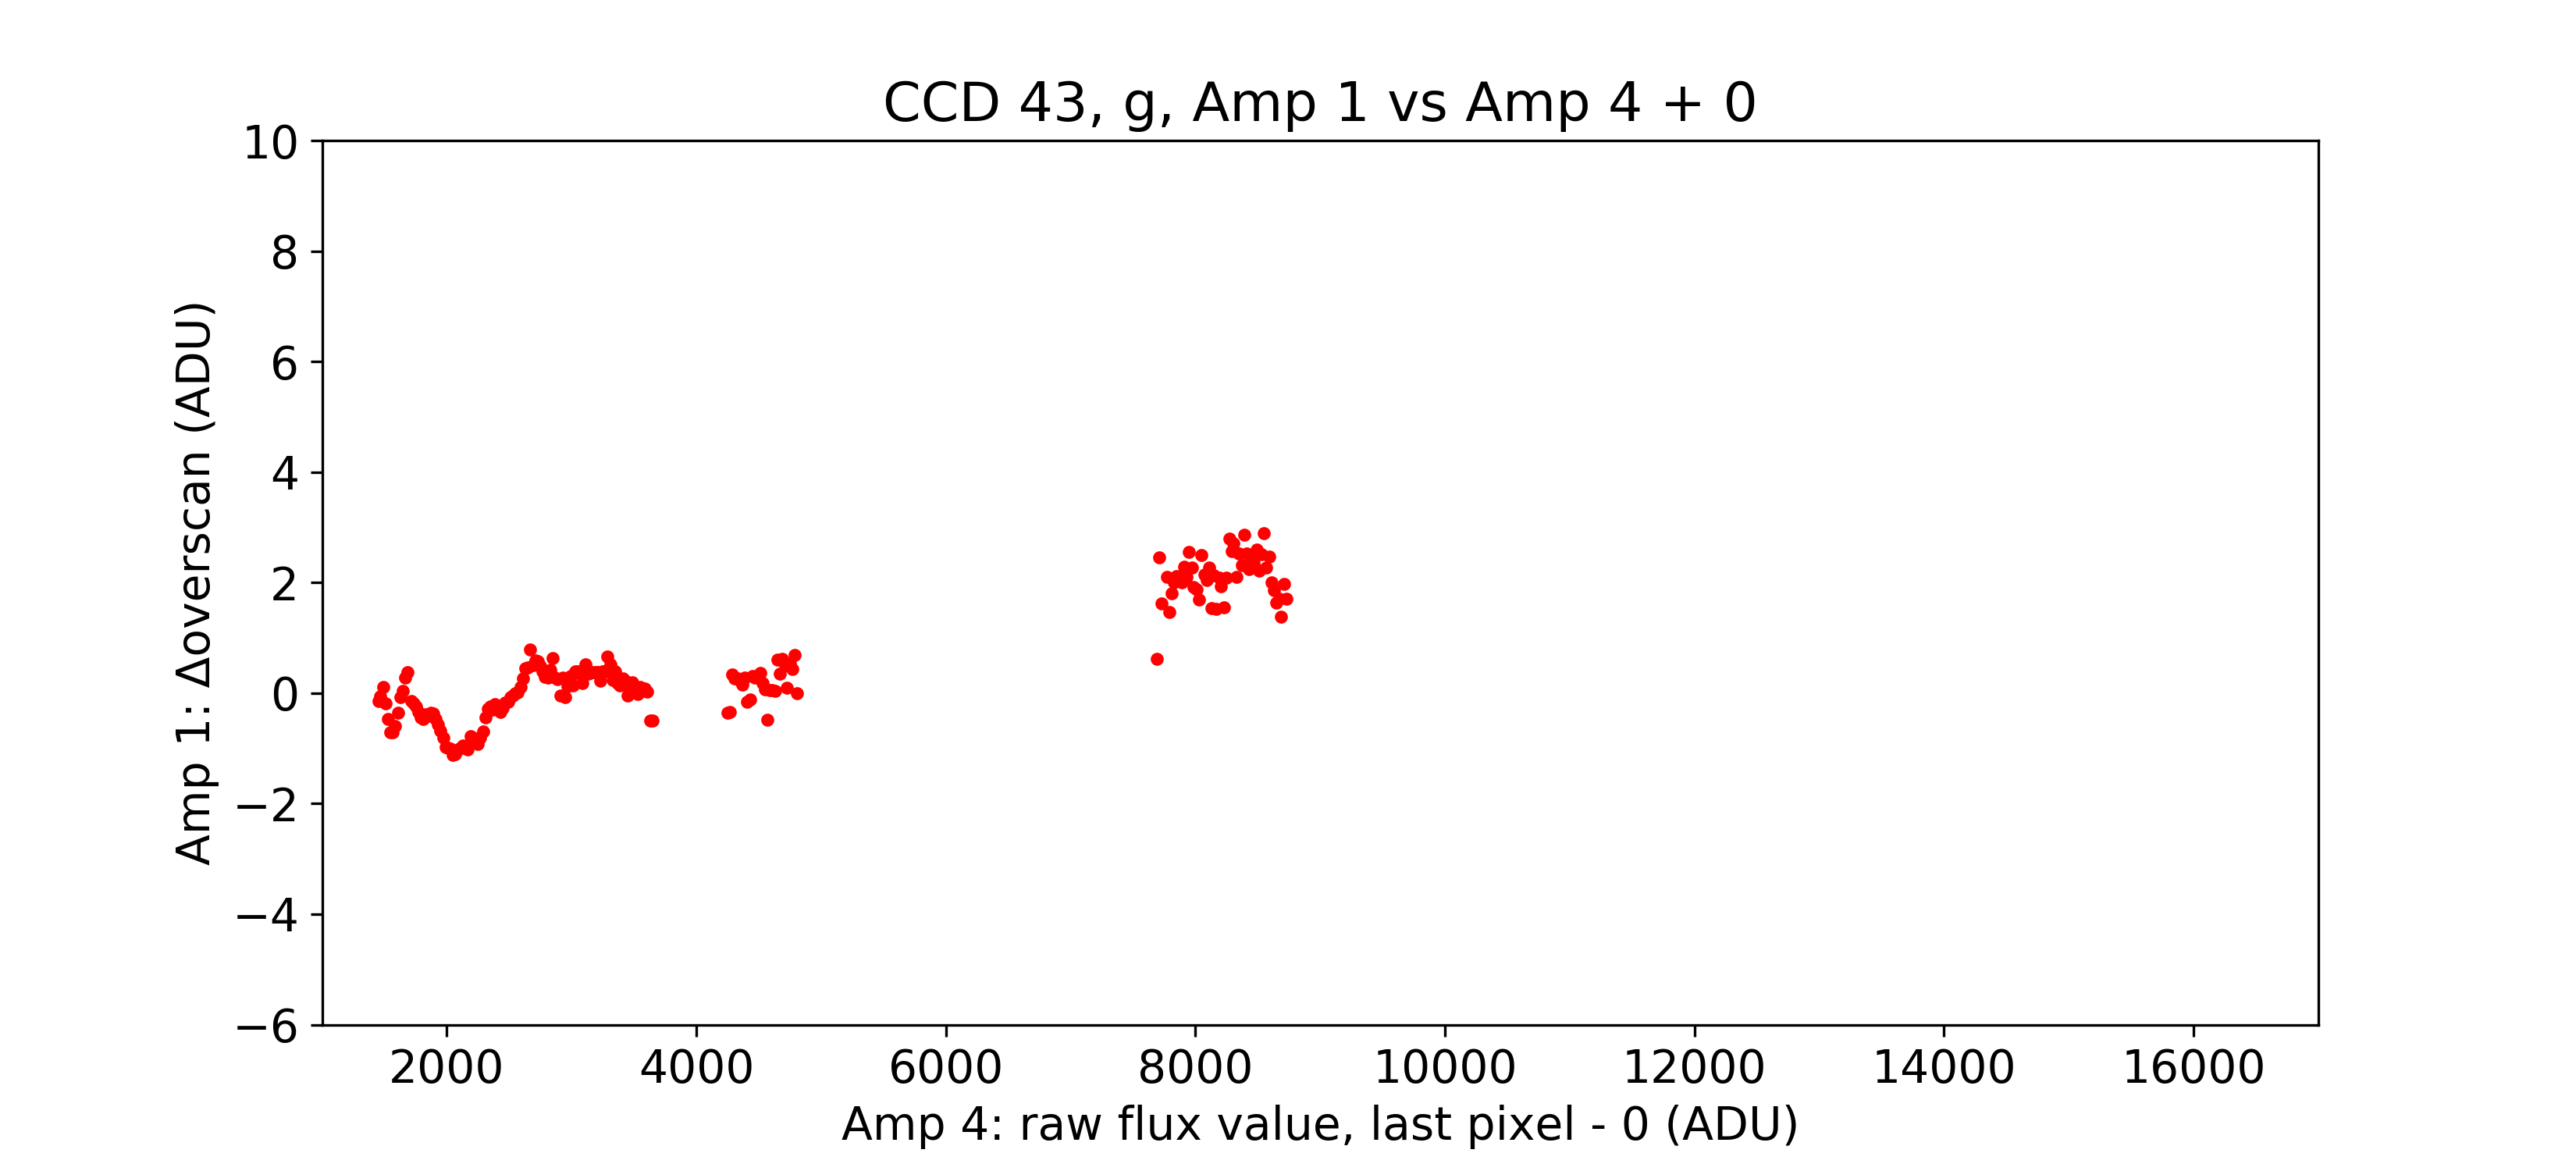 CCD 43, g, Amp 1 vs Amp 4 + 0
10
8
6
4
2
0
−2
−4
−6
Amp 1: Δoverscan (ADU)
2000 4000 6000 8000 10000 12000 14000 16000
Amp 4: raw flux value, last pixel - 0 (ADU)